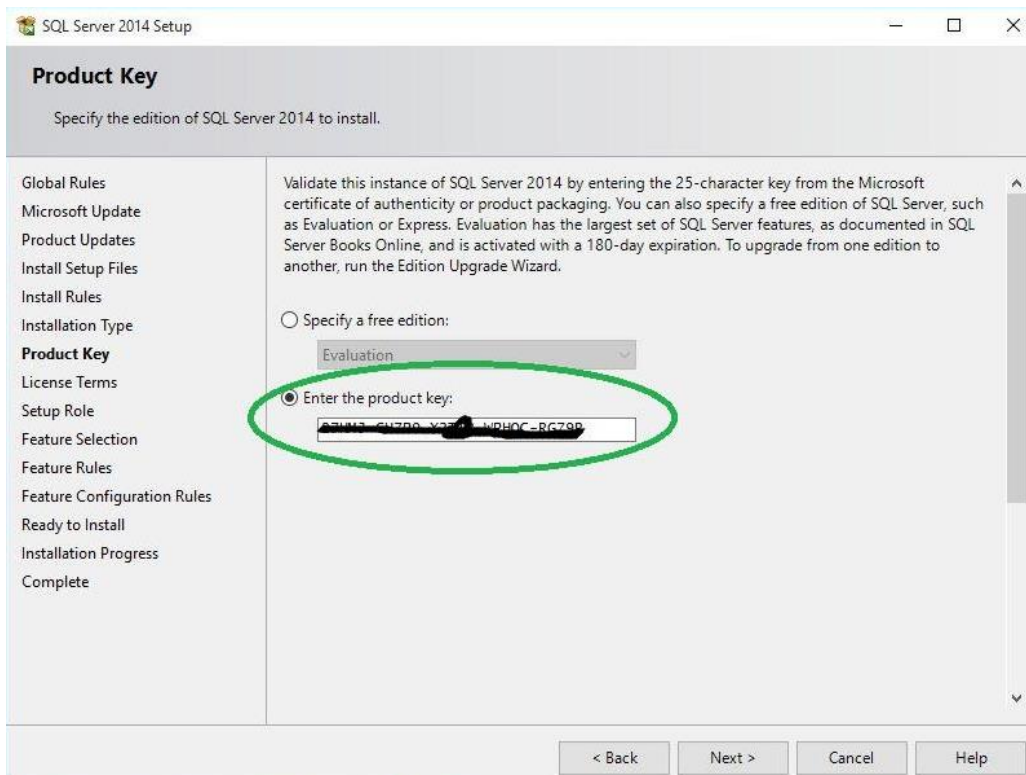 SQL Server 2014 Setup
Product Key
Specify the edition of SQL Server 2014 to install.
Global Rules
Microsoft Update
Product Updates
Install Setup Files
Install Rules
Installation Type
Product Key
License Terms
Setup Role
Feature Selection
Feature Rules
Feature Configuration Rules
Ready to Install
Installation Progress
Complete
Validate this instance of SQL Server 2014 by entering the 25-character key from the Microsoft
certificate of authenticity or product packaging. You can also specify a free edition of SQL Server, such
as Evaluation or Express. Evaluation has the largest set of SQL Server features, as documented in SQL
Server Books Online, and is activated with a 180-day expiration. To upgrade from one edition to
another, run the Edition Upgrade Wizard.
Specify a free edition:
Evaluation
Enter the product key:
< Back
Next >
Cancel
Help